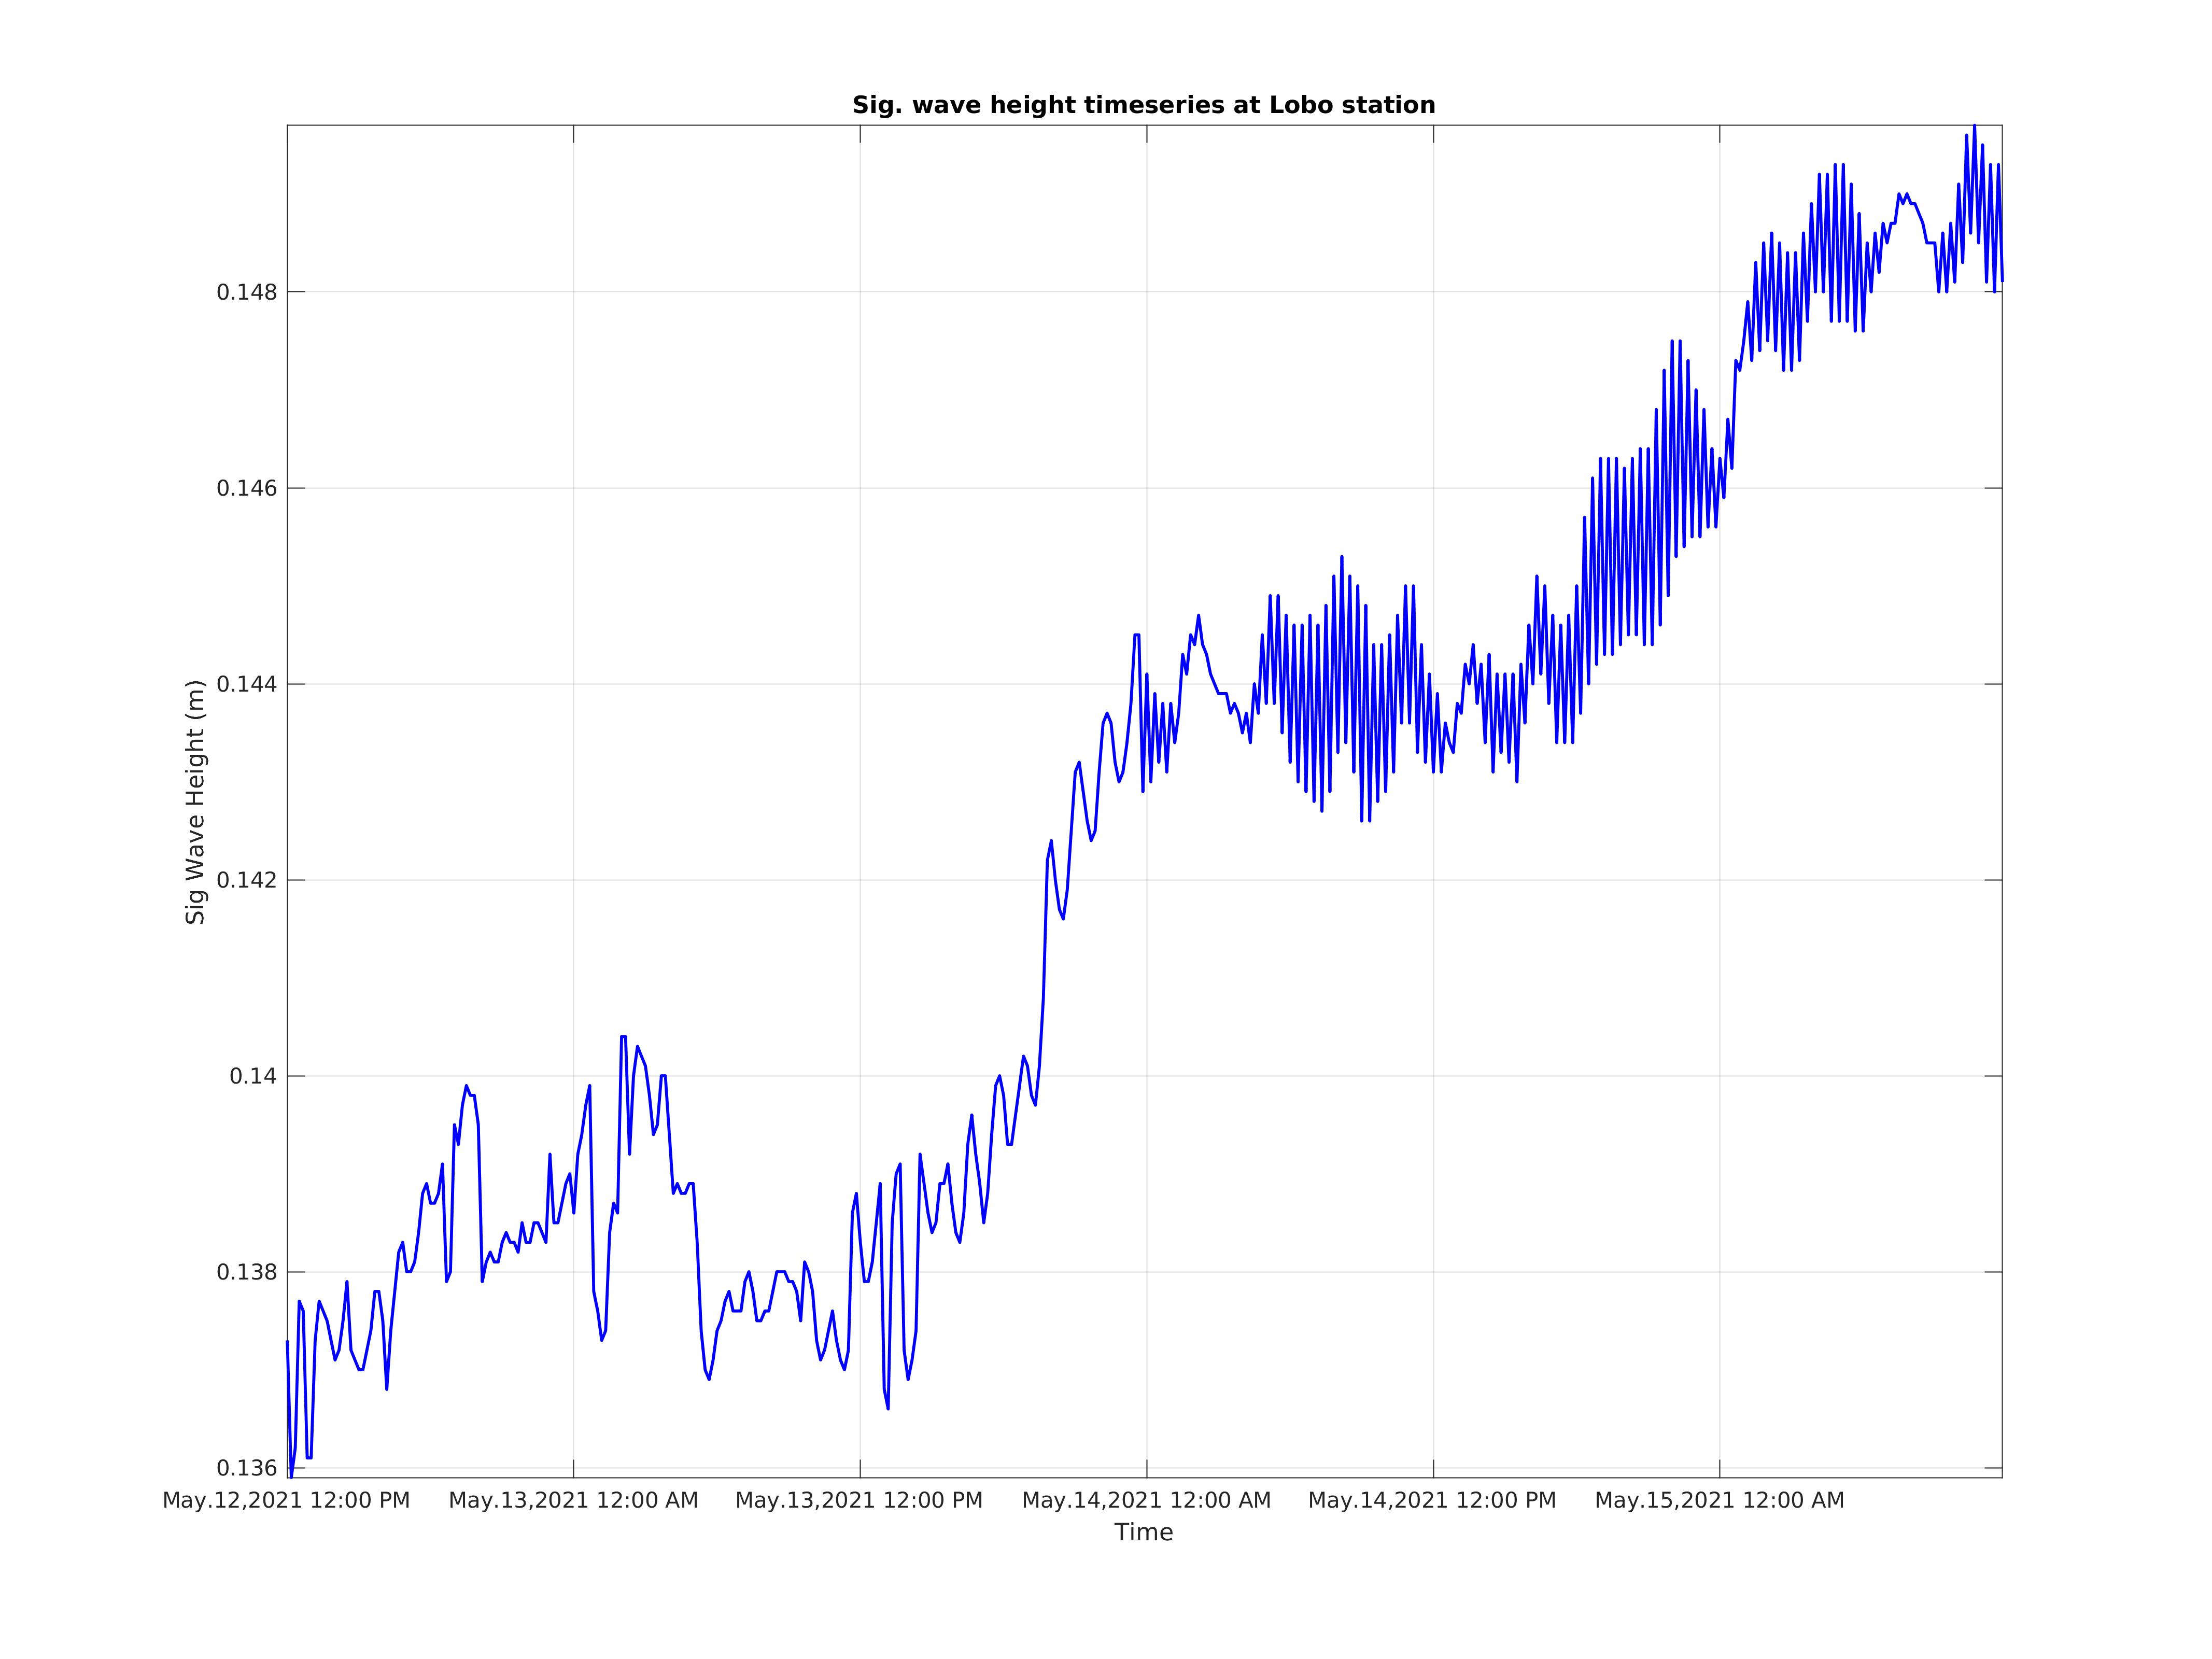 Sig. wave height timeseries at Lobo station
0.148
0.146
0.144
0.142
0.14
0.138
0.136
Sig Wave Height (m)
May.12,2021 12:00 PM May.13,2021 12:00 AM May.13,2021 12:00 PM May.14,2021 12:00 AM May.14,2021 12:00 PM May.15,2021 12:00 AM
Time